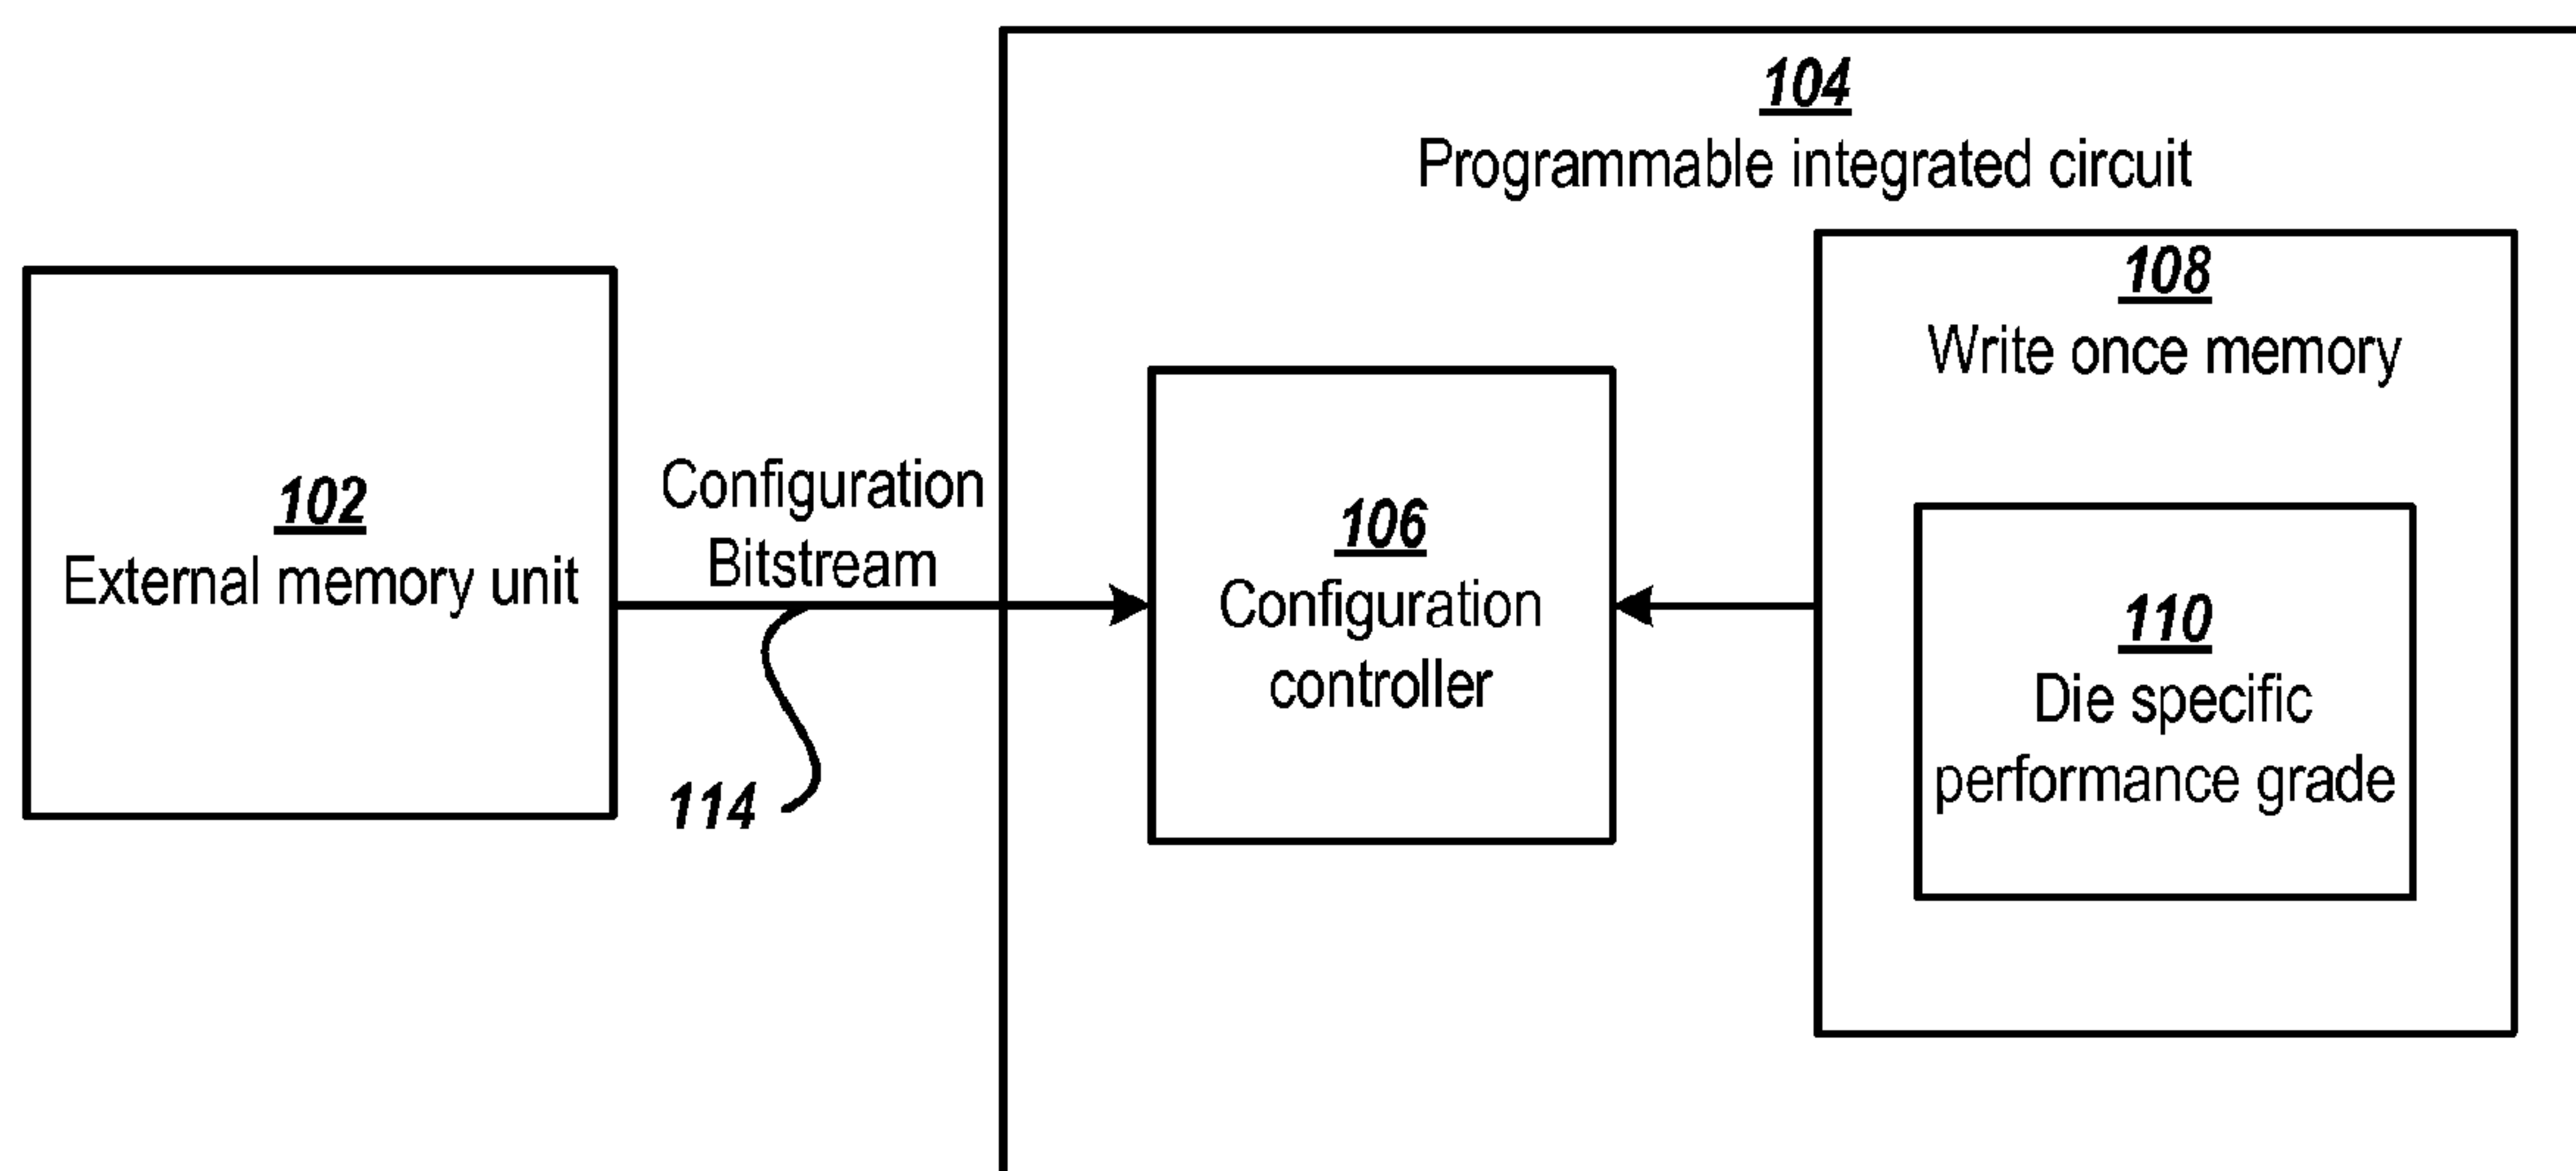 104
Programmable integrated circuit
108
Write once memory
102
External memory unit
Configuration
Bitstream
114
106
Configuration
controller
110
Die specific
performance grade